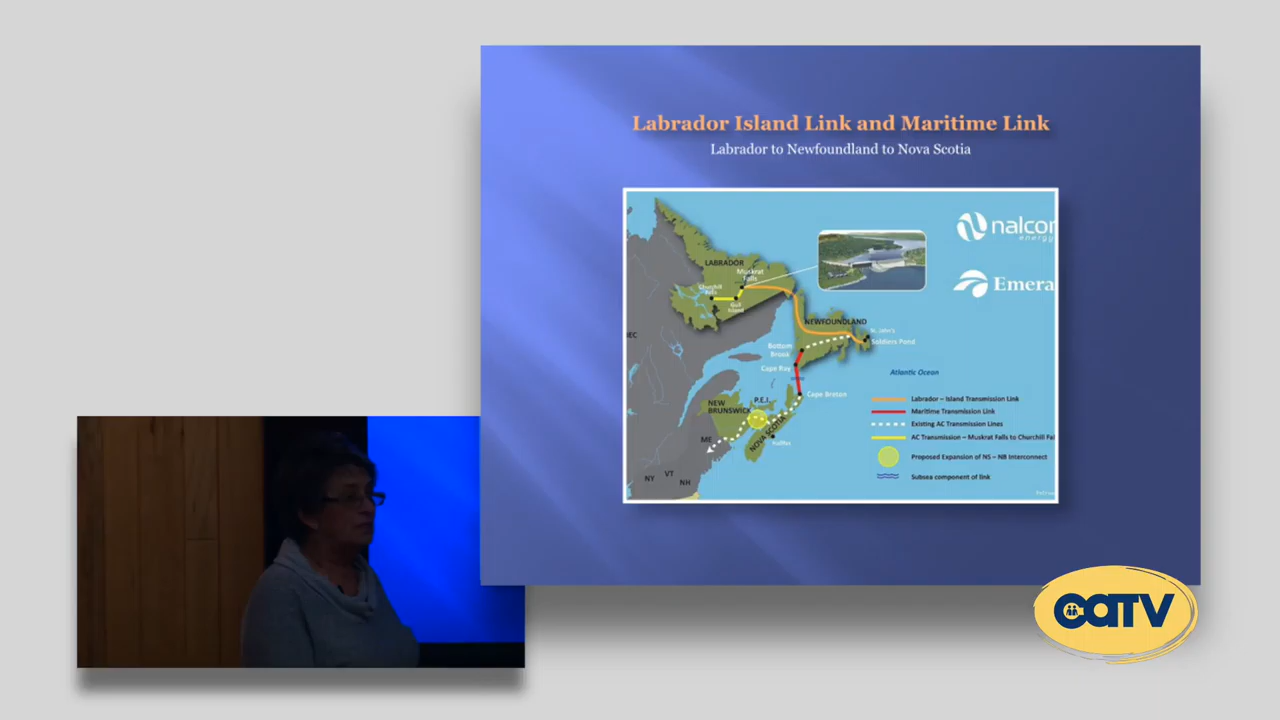 Labrador Island Link and Maritime Link
Labrador to Newfoundland to Nova Scotia
nalcor
energy
Emera
LABRADOR
Muskrat
Falls
Churchill
Falls
Gull
Island
NEWFOUNDLAND
St. John's
Soldiers Pond
Bottom
Brook
Cape Ray
Atlantic Ocean
Cape Breton
P.E.I.
NEW
BRUNSWICK
NOVA SCOTIA
Halifax
ME
NY
VT
NH
Labrador – Island Transmission Link
Maritime Transmission Link
Existing AC Transmission Lines
AC Transmission – Muskrat Falls to Churchill Fal
Proposed Expansion of NS – NB Interconnect
Subsea component of link
CATV